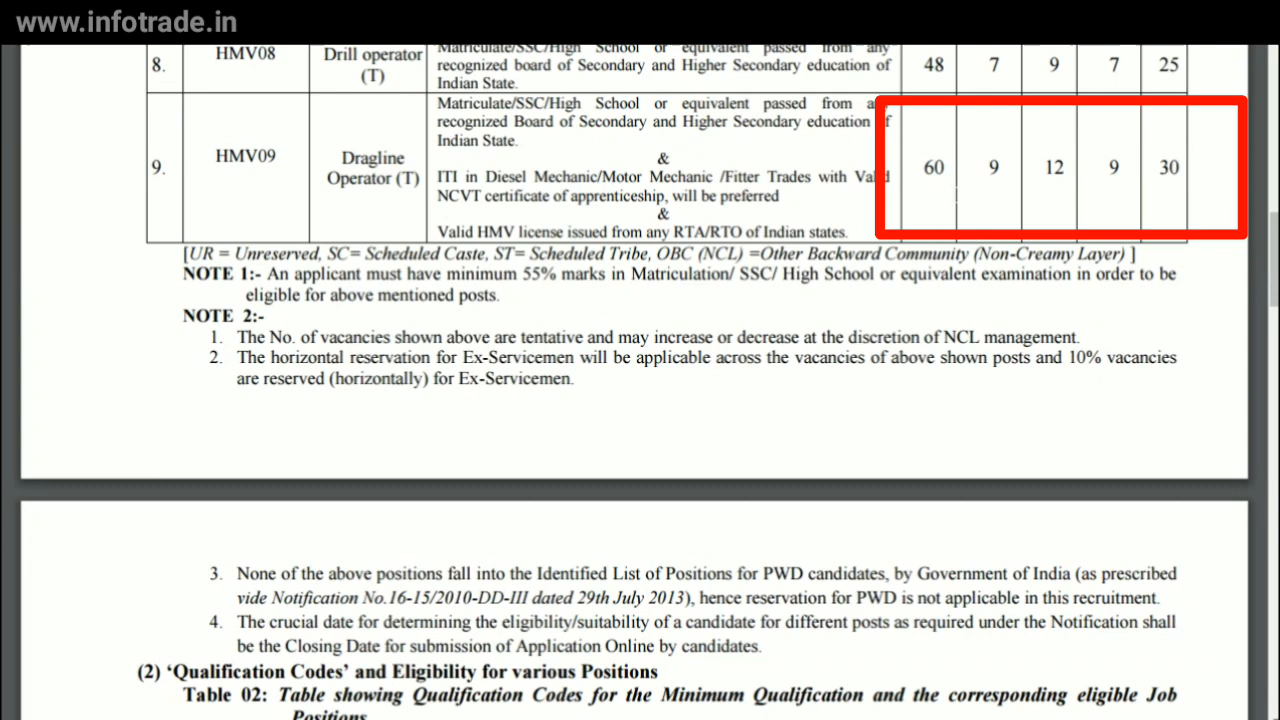 www.infotrade.in
8. HMV08 Drill operator (T) Matriculate/SSC/High School or equivalent passed from any recognized board of Secondary and Higher Secondary education of Indian State. 48 7 9 7 25
9. HMV09 Dragline Operator (T) Matriculate/SSC/High School or equivalent passed from recognized Board of Secondary and Higher Secondary education of Indian State.
&
ITI in Diesel Mechanic/Motor Mechanic /Fitter Trades with Valid NCVT certificate of apprenticeship, will be preferred
&
Valid HMV license issued from any RTA/RTO of Indian states. 60 9 12 9 30
[UR = Unreserved, SC= Scheduled Caste, ST= Scheduled Tribe, OBC (NCL) =Other Backward Community (Non-Creamy Layer) ]
NOTE 1:- An applicant must have minimum 55% marks in Matriculation/ SSC/ High School or equivalent examination in order to be
eligible for above mentioned posts.
NOTE 2:-
1. The No. of vacancies shown above are tentative and may increase or decrease at the discretion of NCL management.
2. The horizontal reservation for Ex-Servicemen will be applicable across the vacancies of above shown posts and 10% vacancies
are reserved (horizontally) for Ex-Servicemen.
3. None of the above positions fall into the Identified List of Positions for PWD candidates, by Government of India (as prescribed
vide Notification No.16-15/2010-DD-III dated 29th July 2013), hence reservation for PWD is not applicable in this recruitment.
4. The crucial date for determining the eligibility/suitability of a candidate for different posts as required under the Notification shall
be the Closing Date for submission of Application Online by candidates.
(2) ‘Qualification Codes’ and Eligibility for various Positions
Table 02: Table showing Qualification Codes for the Minimum Qualification and the corresponding eligible Job
Positions